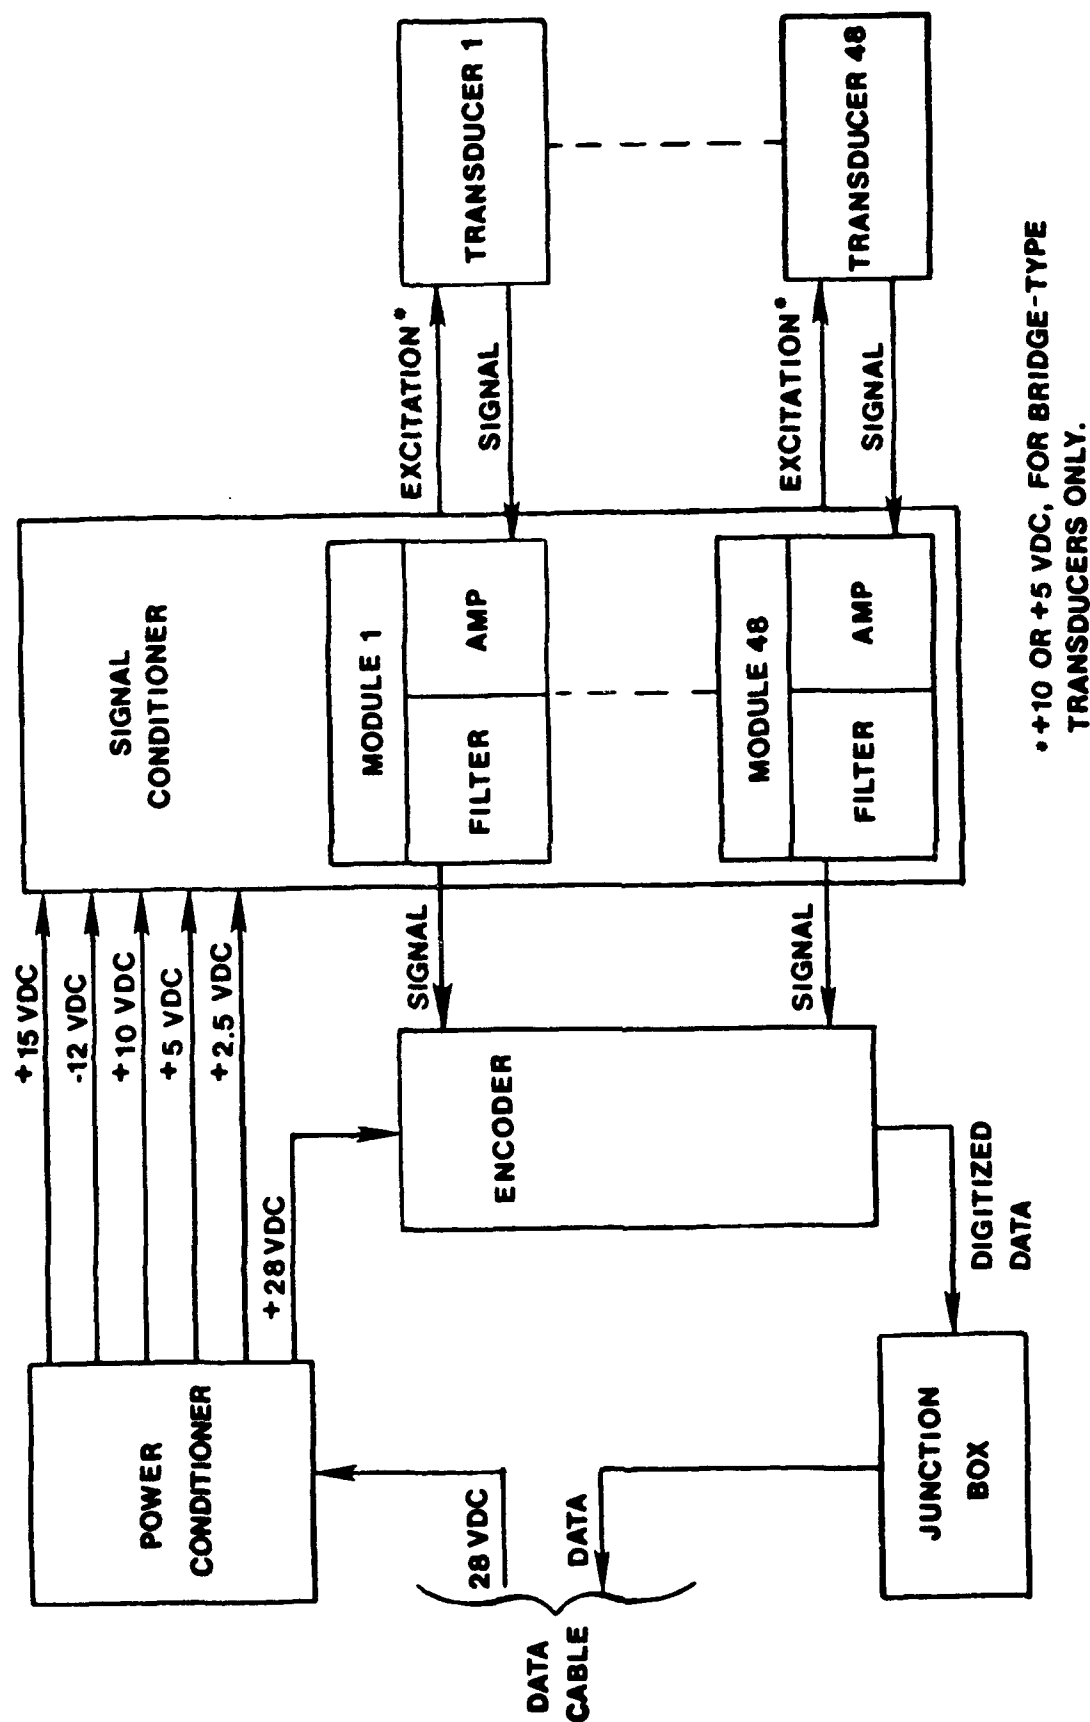 POWER
CONDITIONER
+15 VDC
-12 VDC
+10 VDC
+5 VDC
+2.5 VDC
+28VDC
SIGNAL
CONDITIONER
MODULE 1
FILTER
AMP
MODULE 48
FILTER
AMP
EXCITATION*
SIGNAL
TRANSDUCER 1
EXCITATION*
SIGNAL
TRANSDUCER 48
SIGNAL
SIGNAL
ENCODER
DIGITIZED
DATA
JUNCTION
BOX
DATA
CABLE
28 VDC
DATA
*+10 OR +5 VDC, FOR BRIDGE-TYPE
TRANSDUCERS ONLY.